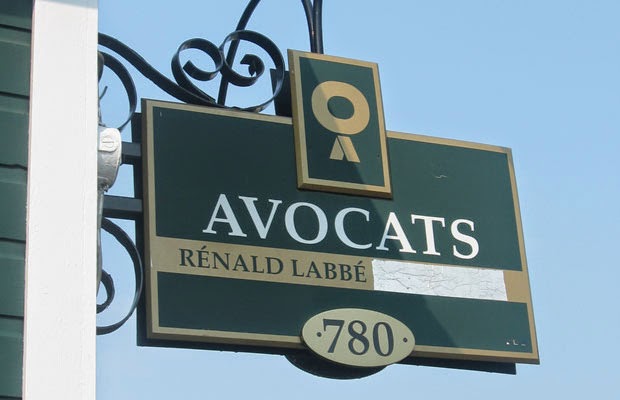 AVOCATS
RÉNALD LABBÉ
·780·